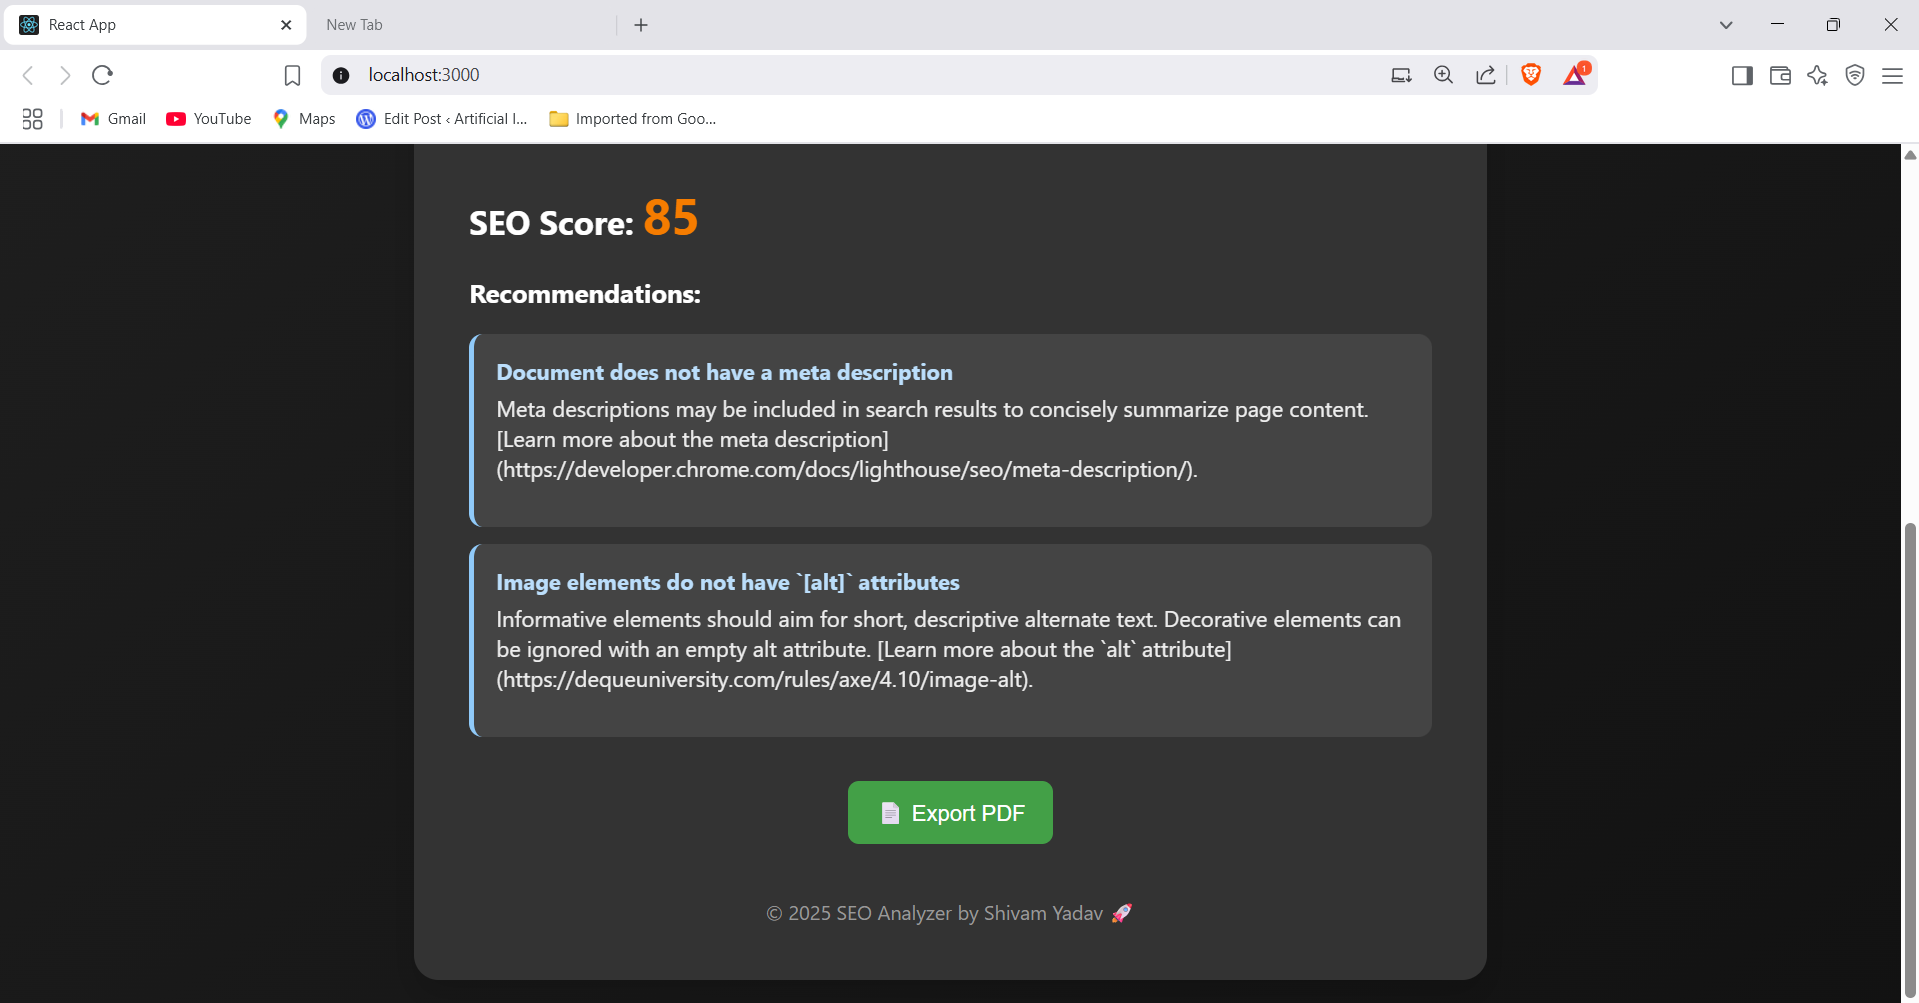 React App
New Tab
localhost:3000
1
Gmail
YouTube
Maps
Edit Post ‹ Artificial I...
Imported from Goo...
SEO Score: 85
Recommendations:
Document does not have a meta description
Meta descriptions may be included in search results to concisely summarize page content.
[Learn more about the meta description]
(https://developer.chrome.com/docs/lighthouse/seo/meta-description/).
Image elements do not have `[alt]` attributes
Informative elements should aim for short, descriptive alternate text. Decorative elements can
be ignored with an empty alt attribute. [Learn more about the `alt` attribute]
(https://dequeuniversity.com/rules/axe/4.10/image-alt).
📄 Export PDF
© 2025 SEO Analyzer by Shivam Yadav 🚀